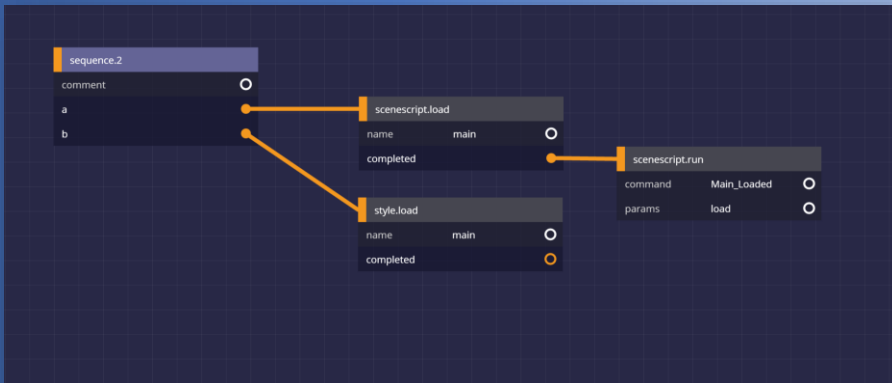 sequence.2
comment
a
b
scenescript.load
name main
completed
style.load
name main
completed
scenescript.run
command Main_Loaded
params load